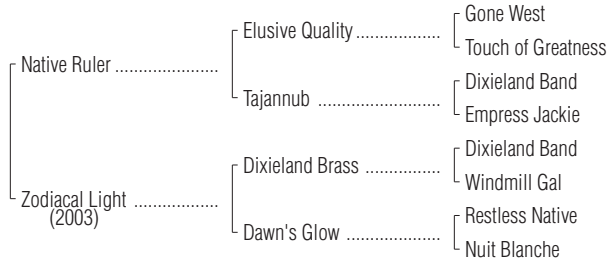 Gone West
Elusive Quality ..................
Touch of Greatness
Native Ruler ......................
Dixieland Band
Tajannub ..........................
Empress Jackie
Dixieland Band
Dixieland Brass ................
Windmill Gal
Zodiacal Light ..................
(2003)
Restless Native
Dawn's Glow ....................
Nuit Blanche